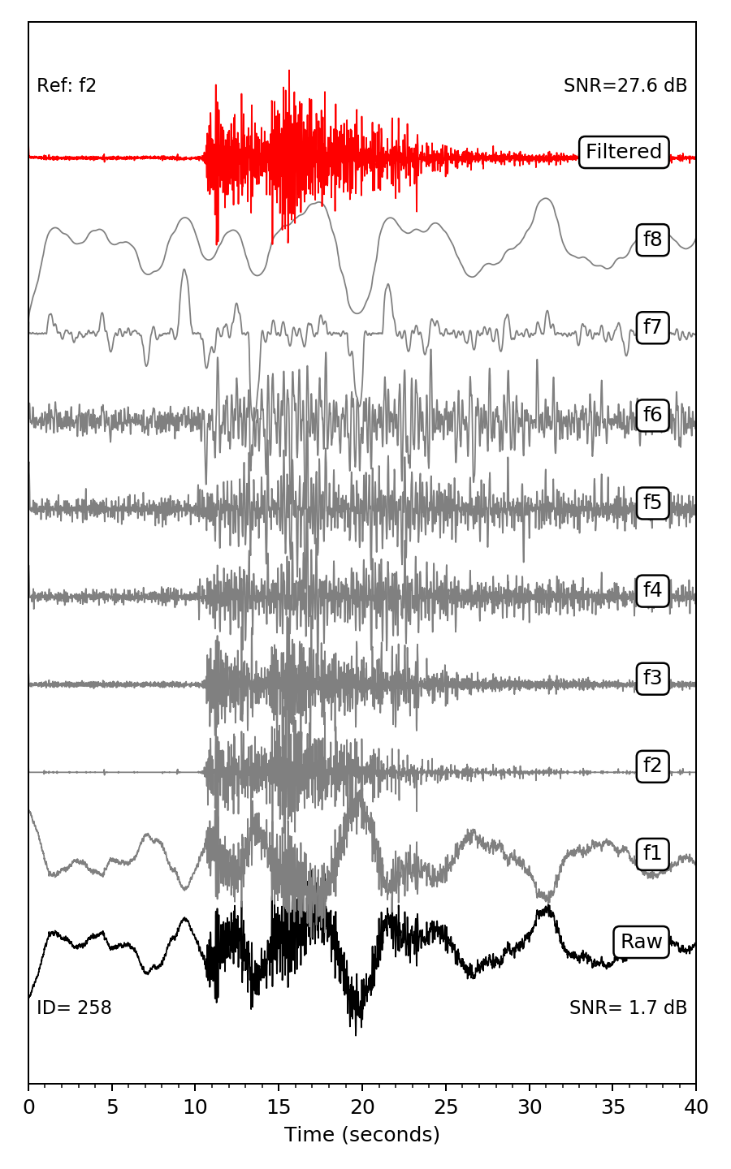 Ref: f2 SNR=27.6 dB
Filtered
f8
f7
f6
f5
f4
f3
f2
f1
Raw
ID= 258 SNR= 1.7 dB
0 5 10 15 20 25 30 35 40
Time (seconds)